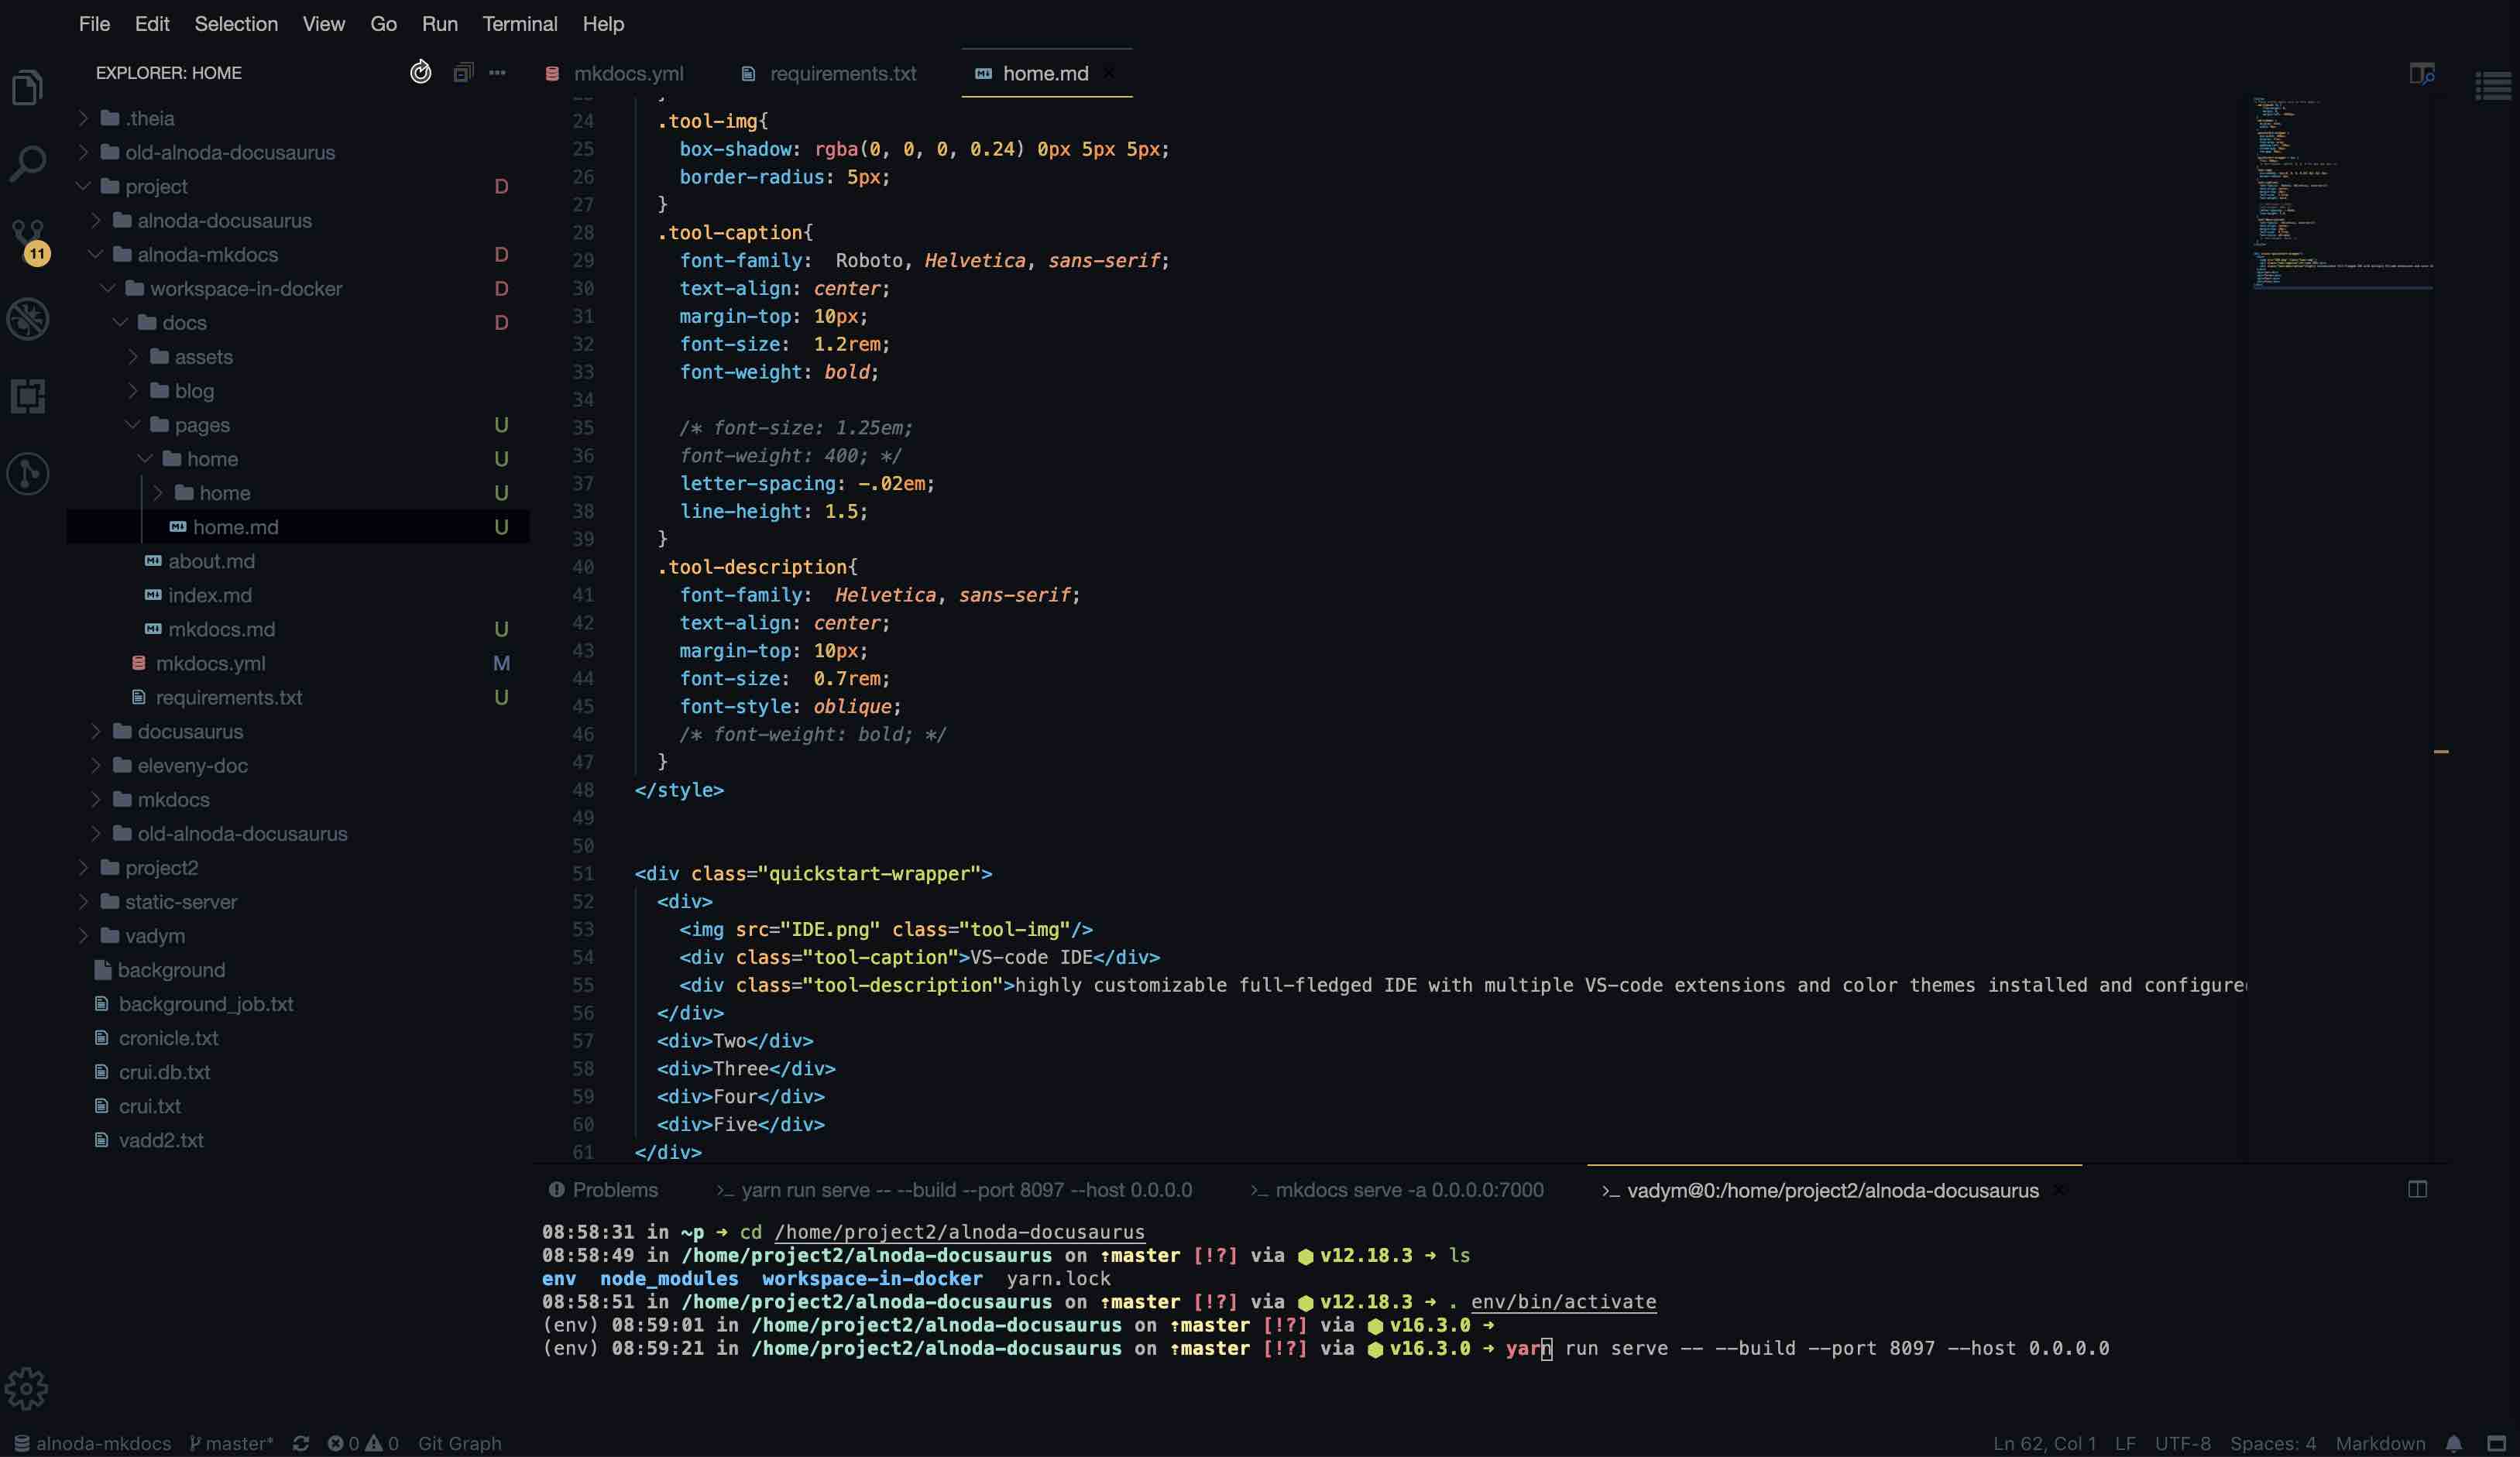 File Edit Selection View Go Run Terminal Help
EXPLORER: HOME
.theia
old-alnoda-docusaurus
project D
alnoda-docusaurus
alnoda-mkdocs D
workspace-in-docker D
docs D
assets
blog
pages U
home U
home U
home.md U
about.md
index.md
mkdocs.md U
mkdocs.yml M
requirements.txt U
docusaurus
eleveny-doc
mkdocs
old-alnoda-docusaurus
project2
static-server
vadym
background
background_job.txt
cronicle.txt
crui.db.txt
crui.txt
vadd2.txt
11
mkdocs.yml requirements.txt home.md
24 .tool-img{
25 box-shadow: rgba(0, 0, 0, 0.24) 0px 5px 5px;
26 border-radius: 5px;
27 }
28 .tool-caption{
29 font-family:  Roboto, Helvetica, sans-serif;
30 text-align: center;
31 margin-top: 10px;
32 font-size:  1.2rem;
33 font-weight: bold;
34
35 /* font-size: 1.25em;
36 font-weight: 400; */
37 letter-spacing: -.02em;
38 line-height: 1.5;
39 }
40 .tool-description{
41 font-family:  Helvetica, sans-serif;
42 text-align: center;
43 margin-top: 10px;
44 font-size:  0.7rem;
45 font-style: oblique;
46 /* font-weight: bold; */
47 }
48 </style>
49
50
51 <div class="quickstart-wrapper">
52 <div>
53 <img src="IDE.png" class="tool-img"/>
54 <div class="tool-caption">VS-code IDE</div>
55 <div class="tool-description">highly customizable full-fledged IDE with multiple VS-code extensions and color themes installed and configure
56 </div>
57 <div>Two</div>
58 <div>Three</div>
59 <div>Four</div>
60 <div>Five</div>
61 </div>
Problems >_ yarn run serve -- --build --port 8097 --host 0.0.0.0 >_ mkdocs serve -a 0.0.0.0:7000 >_ vadym@0:/home/project2/alnoda-docusaurus
08:58:31 in ~p ➜ cd /home/project2/alnoda-docusaurus
08:58:49 in /home/project2/alnoda-docusaurus on ⇡master [!?] via ⬢ v12.18.3 ➜ ls
env node_modules workspace-in-docker yarn.lock
08:58:51 in /home/project2/alnoda-docusaurus on ⇡master [!?] via ⬢ v12.18.3 ➜ . env/bin/activate
(env) 08:59:01 in /home/project2/alnoda-docusaurus on ⇡master [!?] via ⬢ v16.3.0 ➜
(env) 08:59:21 in /home/project2/alnoda-docusaurus on ⇡master [!?] via ⬢ v16.3.0 ➜ yarn run serve -- --build --port 8097 --host 0.0.0.0
alnoda-mkdocs master* 0 0 Git Graph Ln 62, Col 1 LF UTF-8 Spaces: 4 Markdown